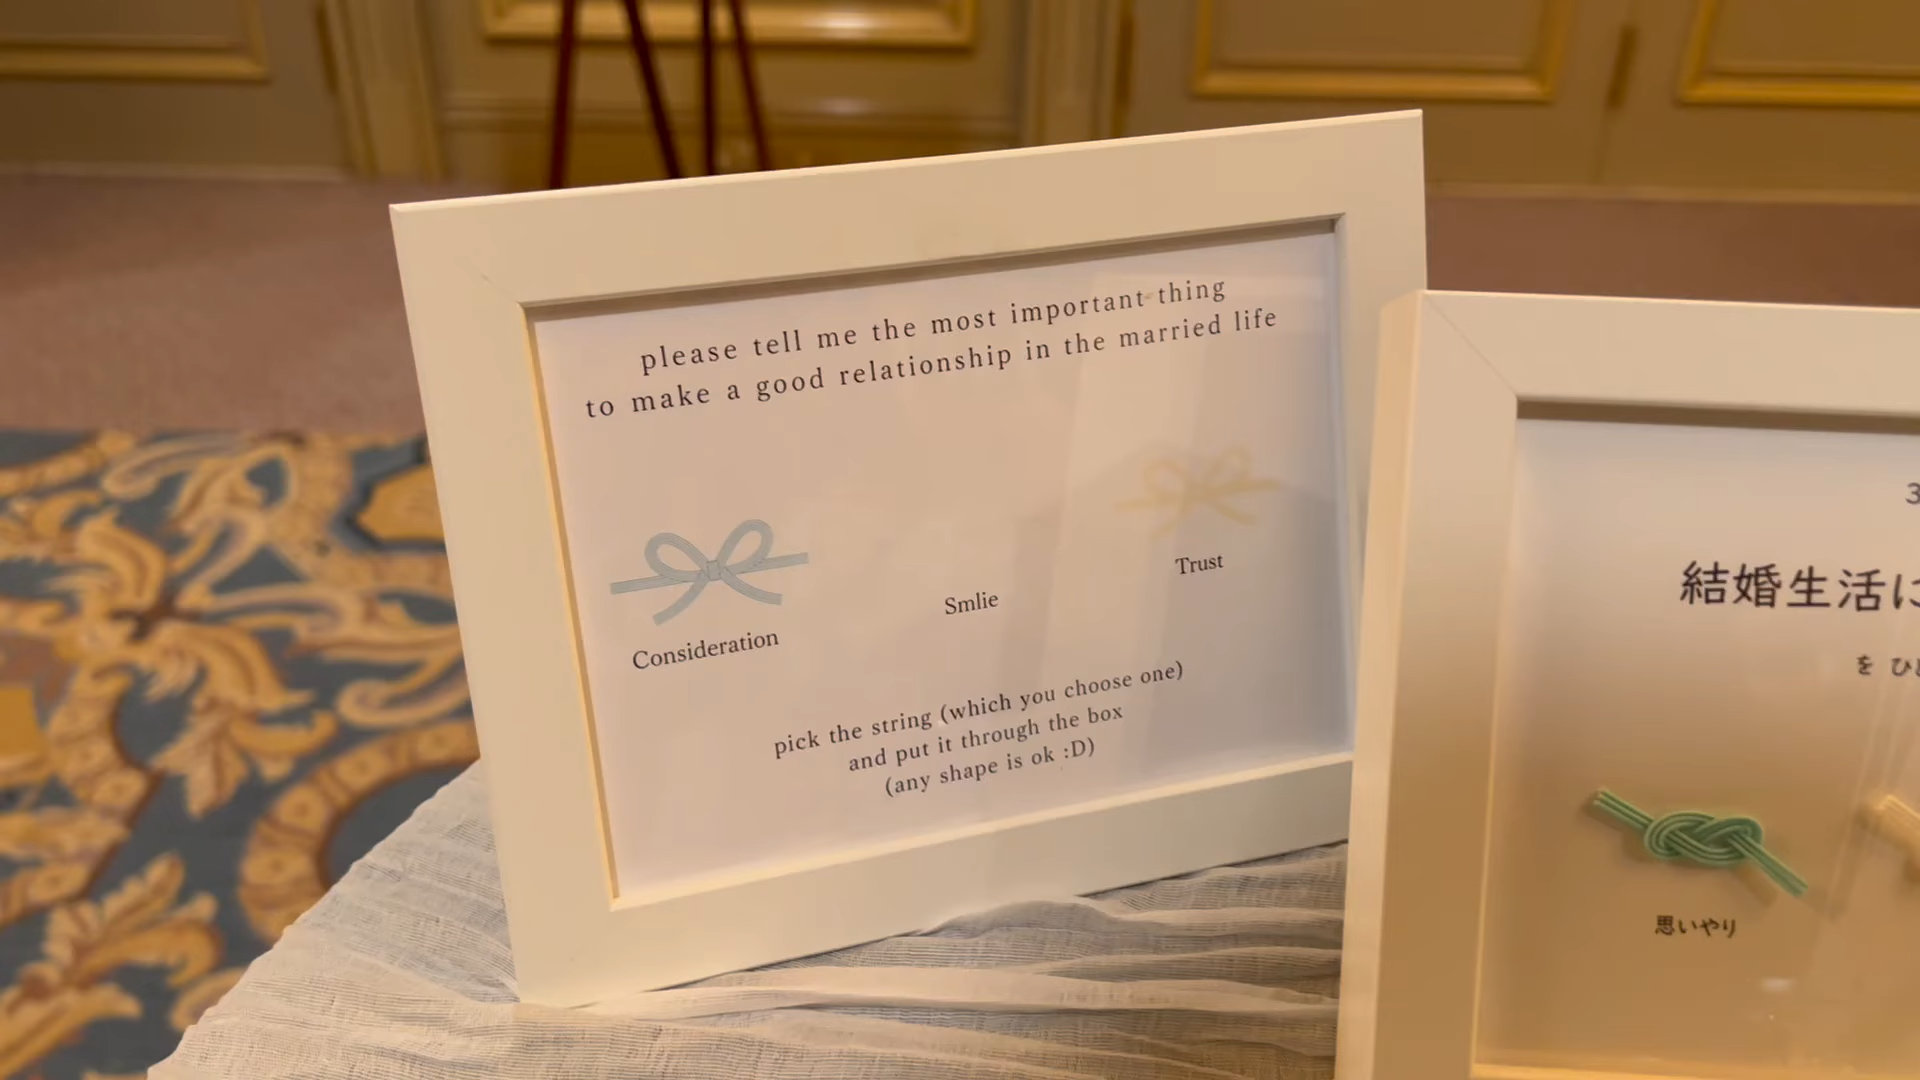 please tell me the most important thing
to make a good relationship in the married life
Consideration
Smlie
Trust
pick the string (which you choose one)
and put it through the box
(any shape is ok :D)
3
結婚生活に
を ひ
思いやり